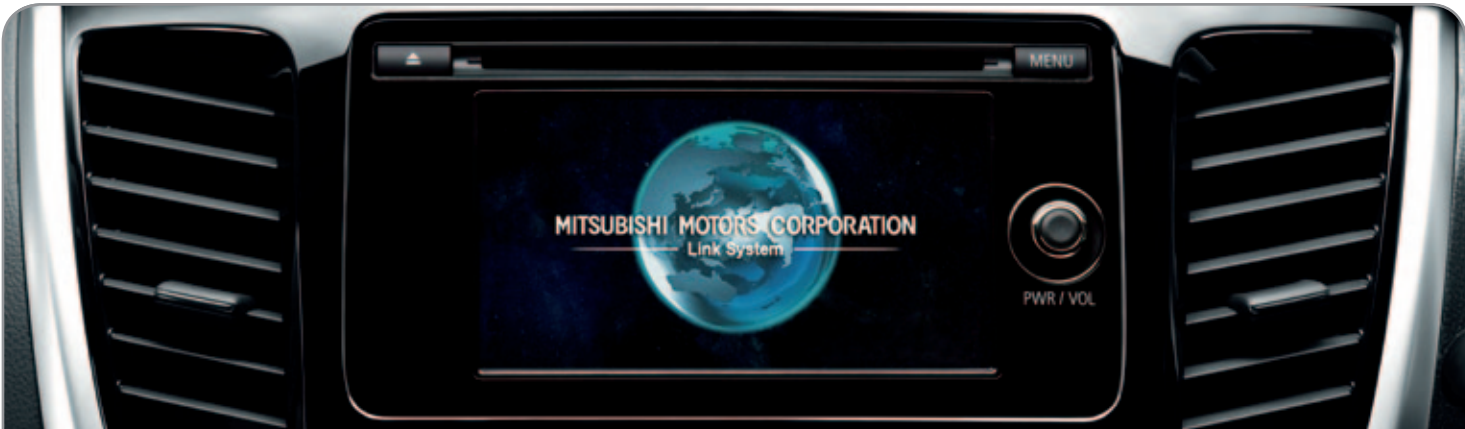 MENU
MITSUBISHI MOTORS CORPORATION
Link System
PWR / VOL